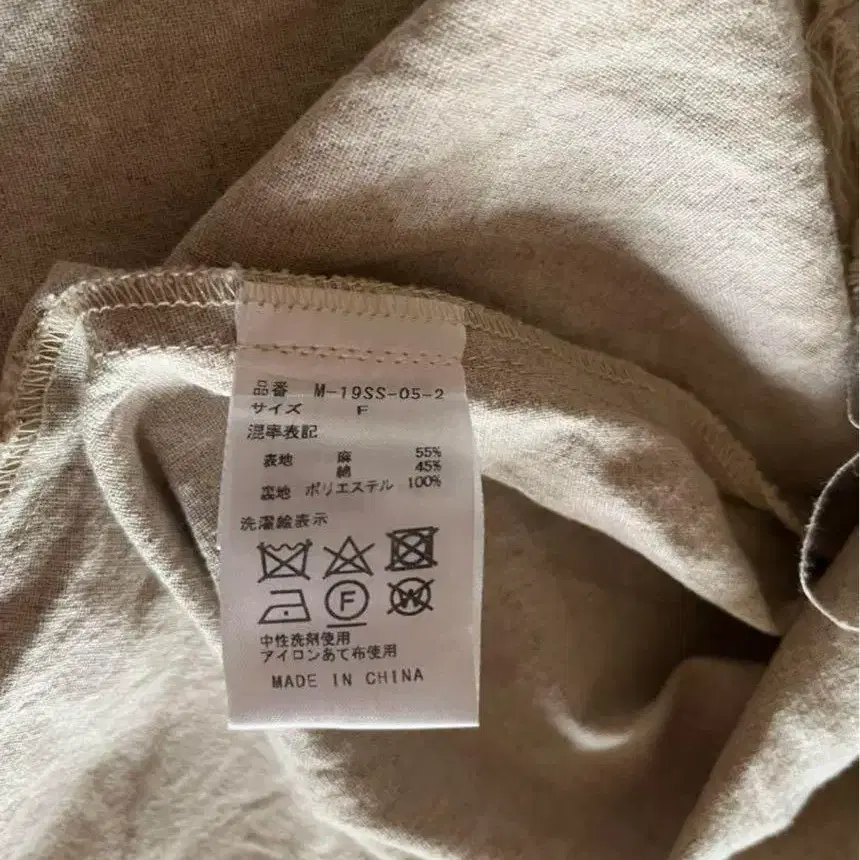 品番 M-19SS-05-2
サイズ F
混率表記
表地 麻 55%
綿 45%
裏地 ポリエステル 100%
洗濯絵表示
F W
中性洗剤使用
アイロンあて布使用
MADE IN CHINA